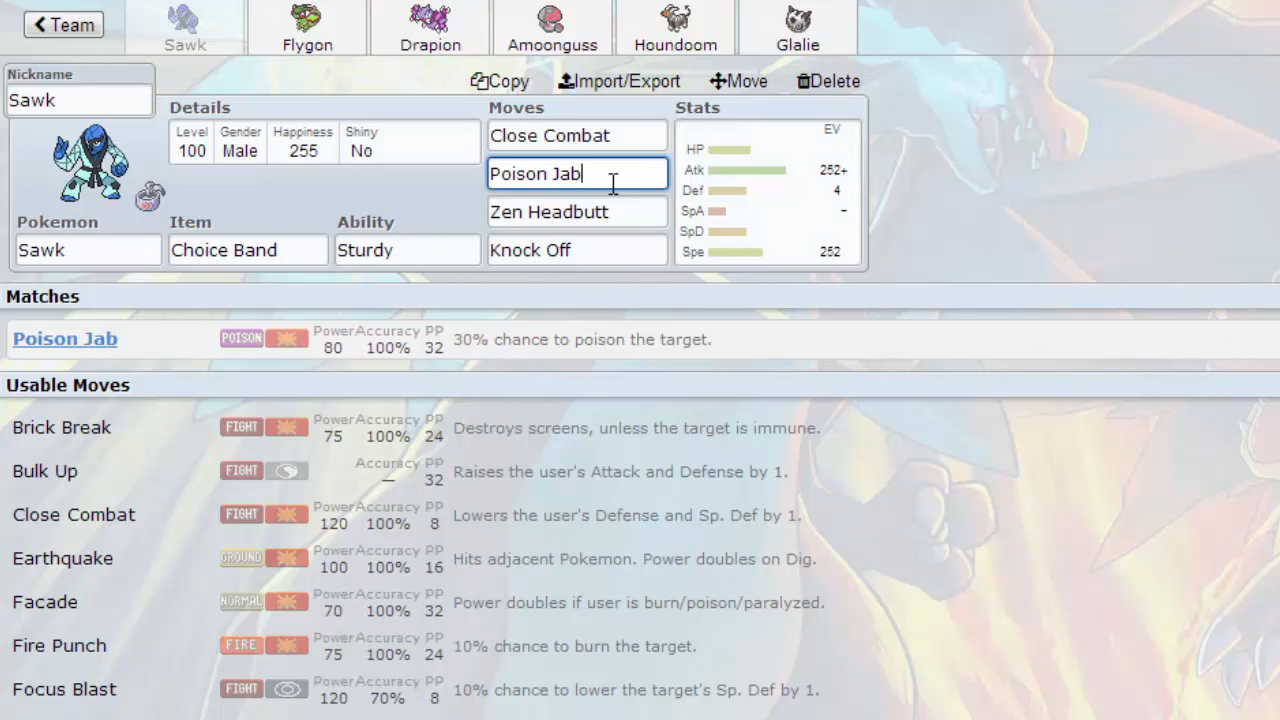 Team
Sawk
Flygon
Drapion
Amoonguss
Houndoom
Glalie
Nickname
Sawk
Copy
Import/Export
Move
Delete
Details
Moves
Stats
Level
Gender
Happiness
Shiny
100
Male
255
No
Close Combat
Poison Jab
Zen Headbutt
Knock Off
EV
HP
Atk 252+
Def 4
SpA –
SpD
Spe 252
Pokemon
Item
Ability
Sawk
Choice Band
Sturdy
Matches
Poison Jab POISON Power 80 Accuracy 100% PP 32 30% chance to poison the target.
Usable Moves
Brick Break FIGHT Power 75 Accuracy 100% PP 24 Destroys screens, unless the target is immune.
Bulk Up FIGHT Accuracy — PP 32 Raises the user's Attack and Defense by 1.
Close Combat FIGHT Power 120 Accuracy 100% PP 8 Lowers the user's Defense and Sp. Def by 1.
Earthquake GROUND Power 100 Accuracy 100% PP 16 Hits adjacent Pokemon. Power doubles on Dig.
Facade NORMAL Power 70 Accuracy 100% PP 32 Power doubles if user is burn/poison/paralyzed.
Fire Punch FIRE Power 75 Accuracy 100% PP 24 10% chance to burn the target.
Focus Blast FIGHT Power 120 Accuracy 70% PP 8 10% chance to lower the target's Sp. Def by 1.